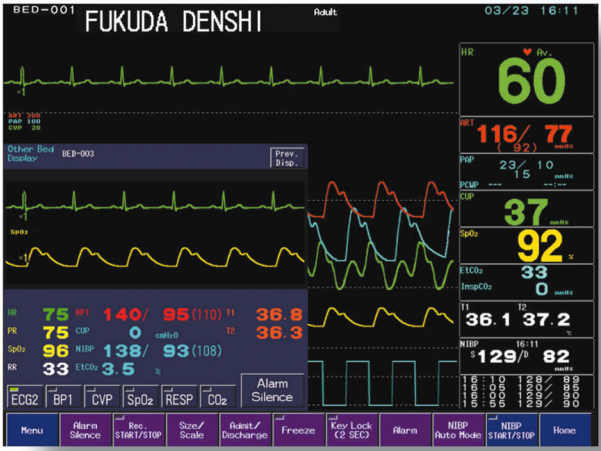 BED-001 FUKUDA DENSHI Adult 03/23 16:11
HR ♥ Av.
60
×1
ART 200
PAP 100
CVP 20
ART
116/ 77
( 92) mmHg
PAP
23/ 10
15 mmHg
PCWP --- --:--
CVP
37 mmHg
SpO₂
92 %
EtCO₂ 33
InspCO₂ 0 mmHg
T1 T2
36.1 37.2 °C
NIBP 16:11
S 129/D 82
mmHg
16:10 128/ 89
16:05 120/ 90
16:00 129/ 90
15:55 129/ 90
Other Bed
Display BED-003 Prev.
Disp.
×1
SpO₂
×1
HR 75 BP1 140/ 95(110) T1 36.8
PR 75 CVP 0 cmH₂O T2 36.3
SpO₂ 96 NIBP 138/ 93(108)
RR 33 EtCO₂ 3.5 %
ECG2 BP1 CVP SpO₂ RESP CO₂ Alarm
Silence
Menu
Alarm
Silence
Rec.
START/STOP
Size/
Scale
Admit/
Discharge
Freeze
Key Lock
(2 SEC)
Alarm
NIBP
Auto Mode
NIBP
START/STOP
Home